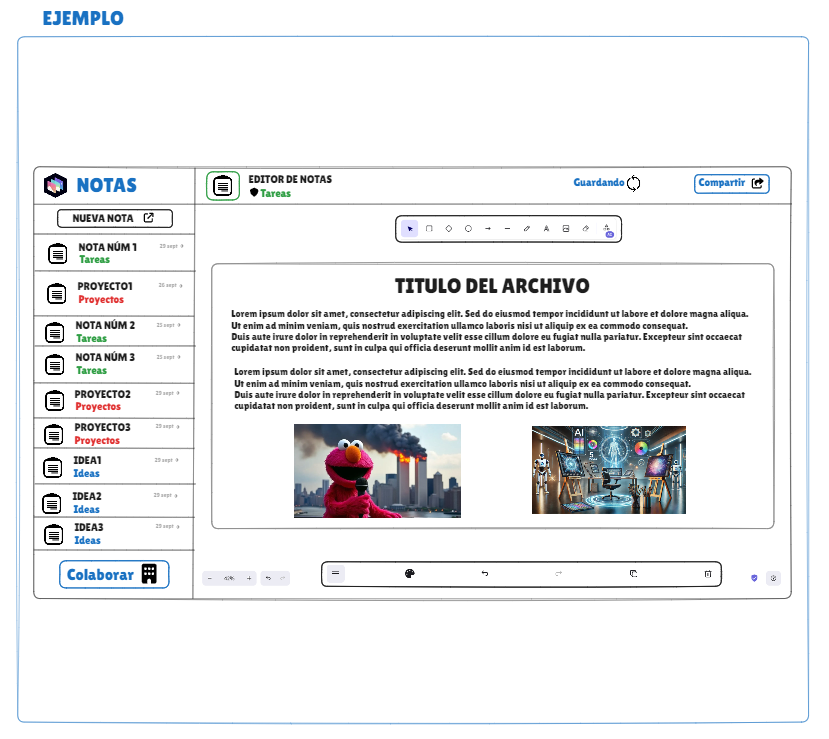 EJEMPLO
NOTAS
NUEVA NOTA
NOTA NÚM 1
29 sept
Tareas
PROYECTO1
26 sept
Proyectos
NOTA NÚM 2
25 sept
Tareas
NOTA NÚM 3
25 sept
Tareas
PROYECTO2
29 sept
Proyectos
PROYECTO3
29 sept
Proyectos
IDEA1
29 sept
Ideas
IDEA2
29 sept
Ideas
IDEA3
29 sept
Ideas
Colaborar
EDITOR DE NOTAS
Tareas
Guardando
Compartir
TITULO DEL ARCHIVO
Lorem ipsum dolor sit amet, consectetur adipiscing elit. Sed do eiusmod tempor incididunt ut labore et dolore magna aliqua.
Ut enim ad minim veniam, quis nostrud exercitation ullamco laboris nisi ut aliquip ex ea commodo consequat.
Duis aute irure dolor in reprehenderit in voluptate velit esse cillum dolore eu fugiat nulla pariatur. Excepteur sint occaecat
cupidatat non proident, sunt in culpa qui officia deserunt mollit anim id est laborum.
Lorem ipsum dolor sit amet, consectetur adipiscing elit. Sed do eiusmod tempor incididunt ut labore et dolore magna aliqua.
Ut enim ad minim veniam, quis nostrud exercitation ullamco laboris nisi ut aliquip ex ea commodo consequat.
Duis aute irure dolor in reprehenderit in voluptate velit esse cillum dolore eu fugiat nulla pariatur. Excepteur sint occaecat
cupidatat non proident, sunt in culpa qui officia deserunt mollit anim id est laborum.
AI